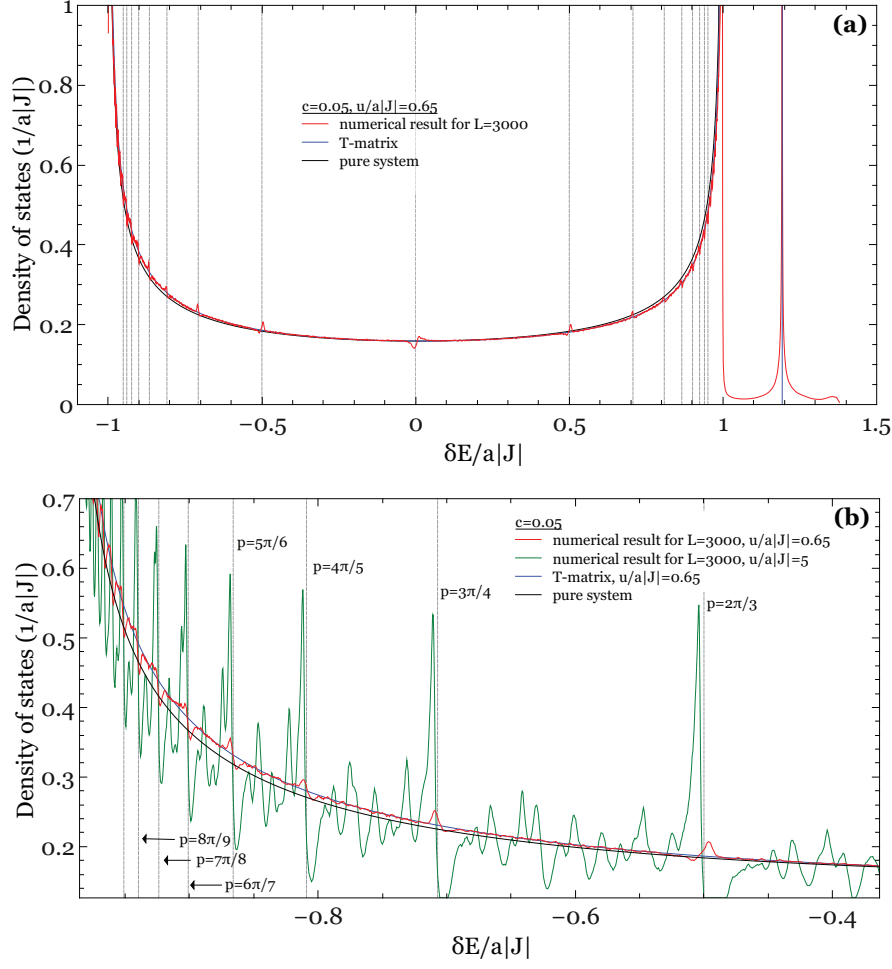 (a)
Density of states (1/a|J|)
1
0.8
0.6
0.4
0.2
0
c=0.05, u/a|J|=0.65
numerical result for L=3000
T-matrix
pure system
−1
−0.5
0
0.5
1
1.5
δE/a|J|
(b)
Density of states (1/a|J|)
0.7
0.6
0.5
0.4
0.3
0.2
c=0.05
numerical result for L=3000, u/a|J|=0.65
numerical result for L=3000, u/a|J|=5
T-matrix, u/a|J|=0.65
pure system
p=5π/6
p=4π/5
p=3π/4
p=2π/3
p=8π/9
p=7π/8
p=6π/7
−0.8
−0.6
−0.4
δE/a|J|